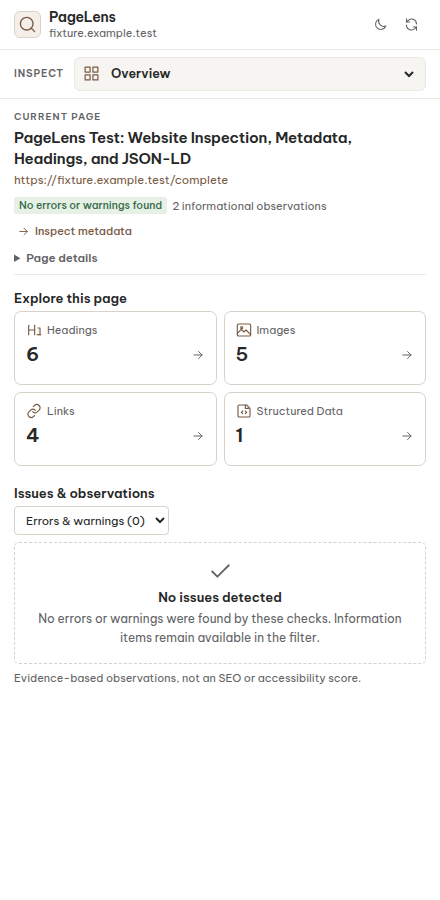 PageLens
fixture.example.test
INSPECT
Overview
CURRENT PAGE
PageLens Test: Website Inspection, Metadata,
Headings, and JSON-LD
https://fixture.example.test/complete
No errors or warnings found 2 informational observations
→ Inspect metadata
Page details
Explore this page
Headings
6
Images
5
Links
4
Structured Data
1
Issues & observations
Errors & warnings (0)
No issues detected
No errors or warnings were found by these checks. Information
items remain available in the filter.
Evidence-based observations, not an SEO or accessibility score.